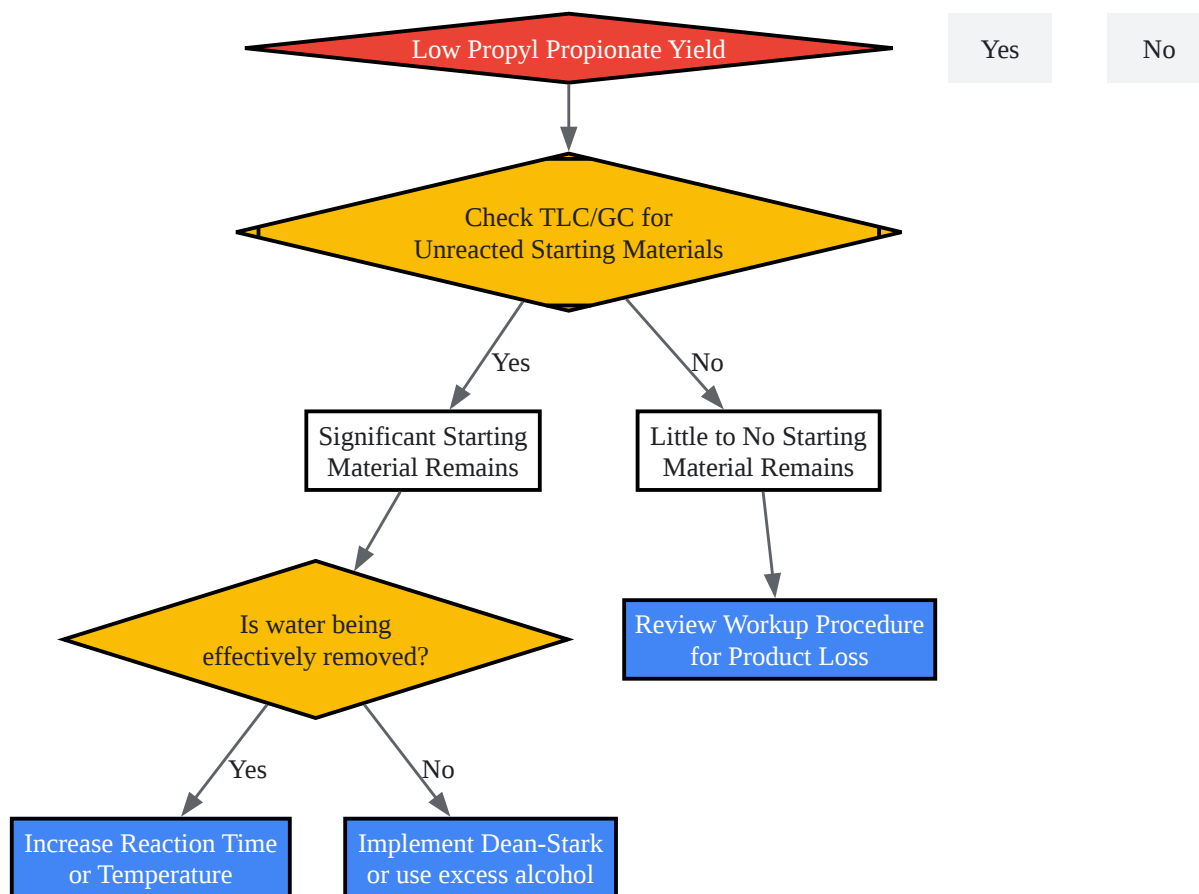 Low Propyl Propionate Yield
Yes
No
Check TLC/GC for
Unreacted Starting Materials
Yes
No
Significant Starting
Material Remains
Little to No Starting
Material Remains
Is water being
effectively removed?
Review Workup Procedure
for Product Loss
Yes
No
Increase Reaction Time
or Temperature
Implement Dean-Stark
or use excess alcohol